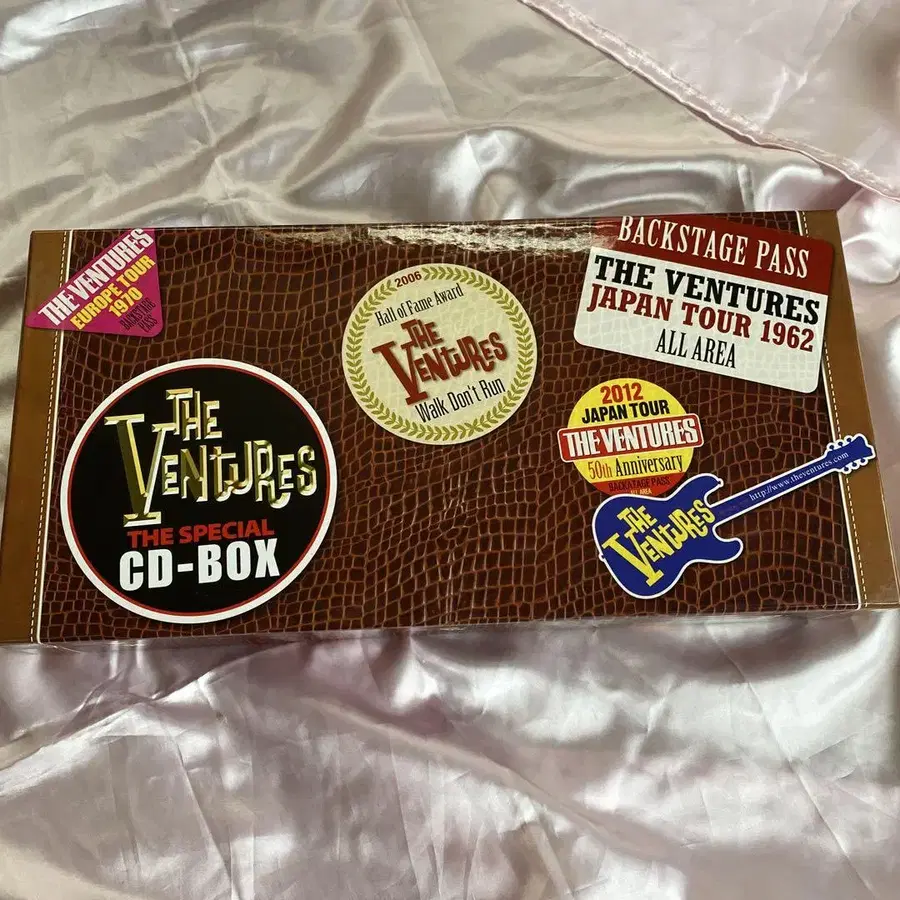 THE VENTURES
EUROPE TOUR
1970
BACKSTAGE
PASS
2006
Hall of Fame Award
THE
VENTURES
Walk Don't Run
BACKSTAGE PASS
THE VENTURES
JAPAN TOUR 1962
ALL AREA
THE
VENTURES
THE SPECIAL
CD-BOX
2012
JAPAN TOUR
THE VENTURES
50th Anniversary
BACKSTAGE PASS
ALL AREA
THE
VENTURES
http://www.theventures.com